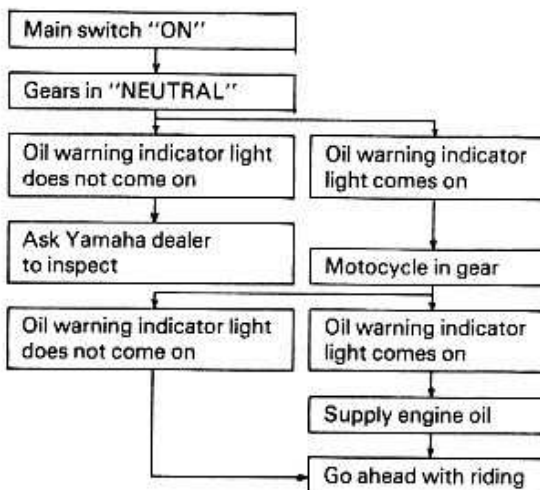 Main switch "ON"
Gears in "NEUTRAL"
Oil warning indicator light
does not come on
Oil warning indicator
light comes on
Ask Yamaha dealer
to inspect
Motocycle in gear
Oil warning indicator light
does not come on
Oil warning indicator
light comes on
Supply engine oil
Go ahead with riding